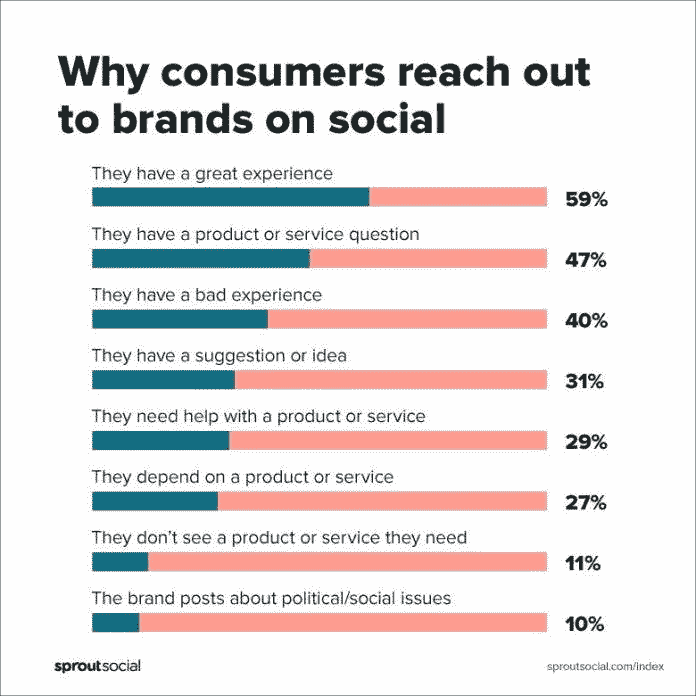 Why consumers reach out
to brands on social
They have a great experience
59%
They have a product or service question
47%
They have a bad experience
40%
They have a suggestion or idea
31%
They need help with a product or service
29%
They depend on a product or service
27%
They don't see a product or service they need
11%
The brand posts about political/social issues
10%
sproutsocial
sproutsocial.com/index